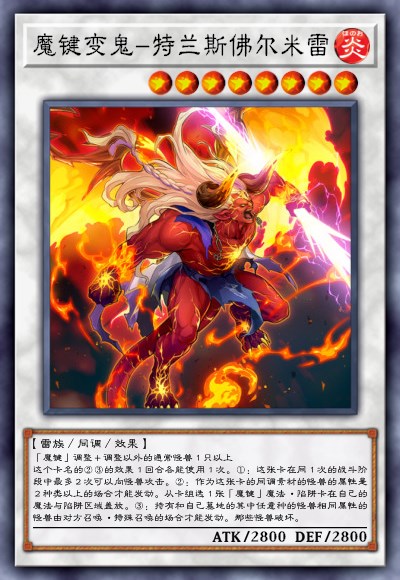 魔键变鬼-特兰斯佛尔米雷
炎
ほのお
【雷族／同调／效果】
「魔键」调整＋调整以外的通常怪兽1只以上
这个卡名的②③的效果1回合各能使用1次。①：这张卡在同1次的战斗阶
段中最多2次可以向怪兽攻击。②：作为这张卡的同调素材的怪兽的属性是
2种类以上的场合才能发动。从卡组选1张「魔键」魔法·陷阱卡在自己的
魔法与陷阱区域盖放。③：持有和自己墓地的其中任意种的怪兽相同属性的
怪兽由对方召唤·特殊召唤的场合才能发动。那些怪兽破坏。
ATK/2800 DEF/2800